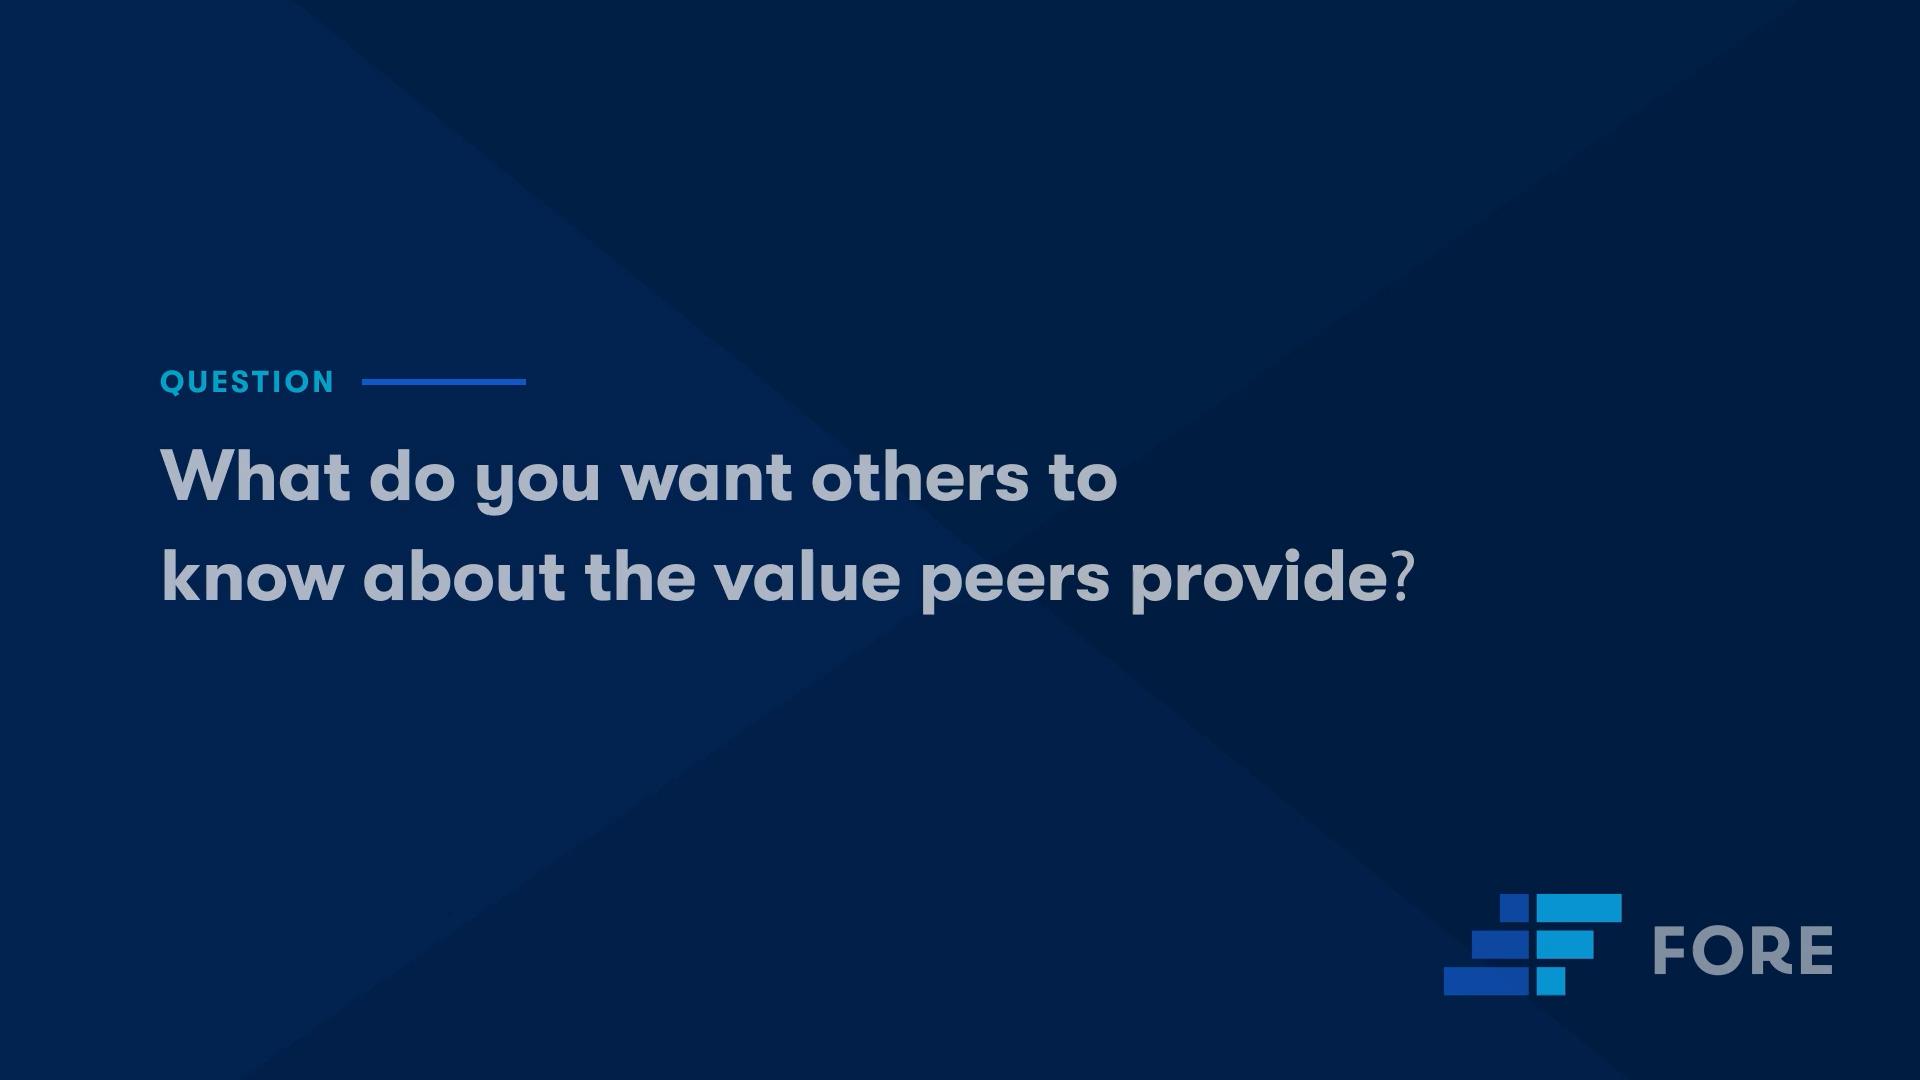 QUESTION
What do you want others to
know about the value peers provide?
FORE